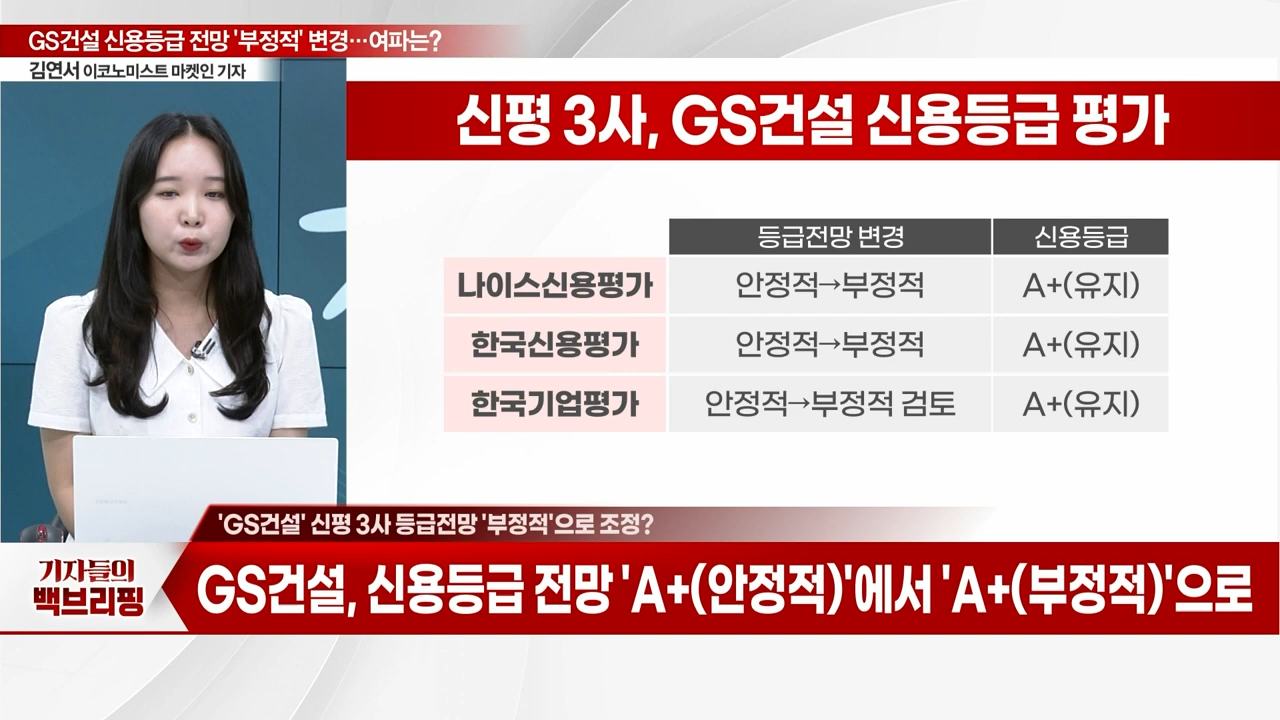 GS건설 신용등급 전망 '부정적' 변경…여파는?
김연서 이코노미스트 마켓인 기자
신평 3사, GS건설 신용등급 평가
등급전망 변경 신용등급
나이스신용평가 안정적→부정적 A+(유지)
한국신용평가 안정적→부정적 A+(유지)
한국기업평가 안정적→부정적 검토 A+(유지)
'GS건설' 신평 3사 등급전망 '부정적'으로 조정?
기자들의
백브리핑
GS건설, 신용등급 전망 'A+(안정적)'에서 'A+(부정적)'으로